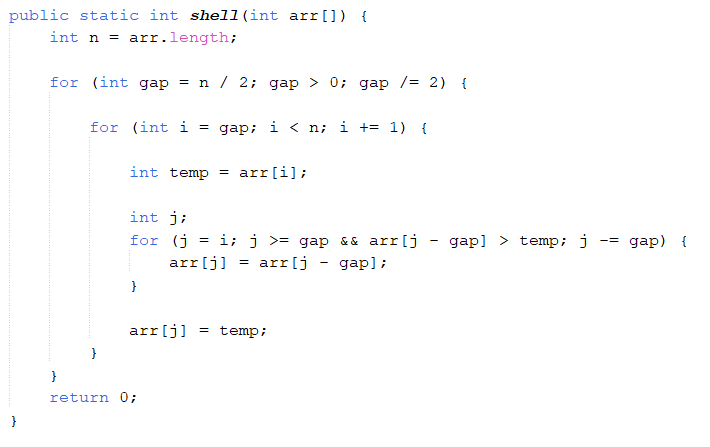 public static int shell(int arr[]) {
    int n = arr.length;
    for (int gap = n / 2; gap > 0; gap /= 2) {
        for (int i = gap; i < n; i += 1) {
            int temp = arr[i];
            int j;
            for (j = i; j >= gap && arr[j - gap] > temp; j -= gap) {
                arr[j] = arr[j - gap];
            }
            arr[j] = temp;
        }
    }
    return 0;
}